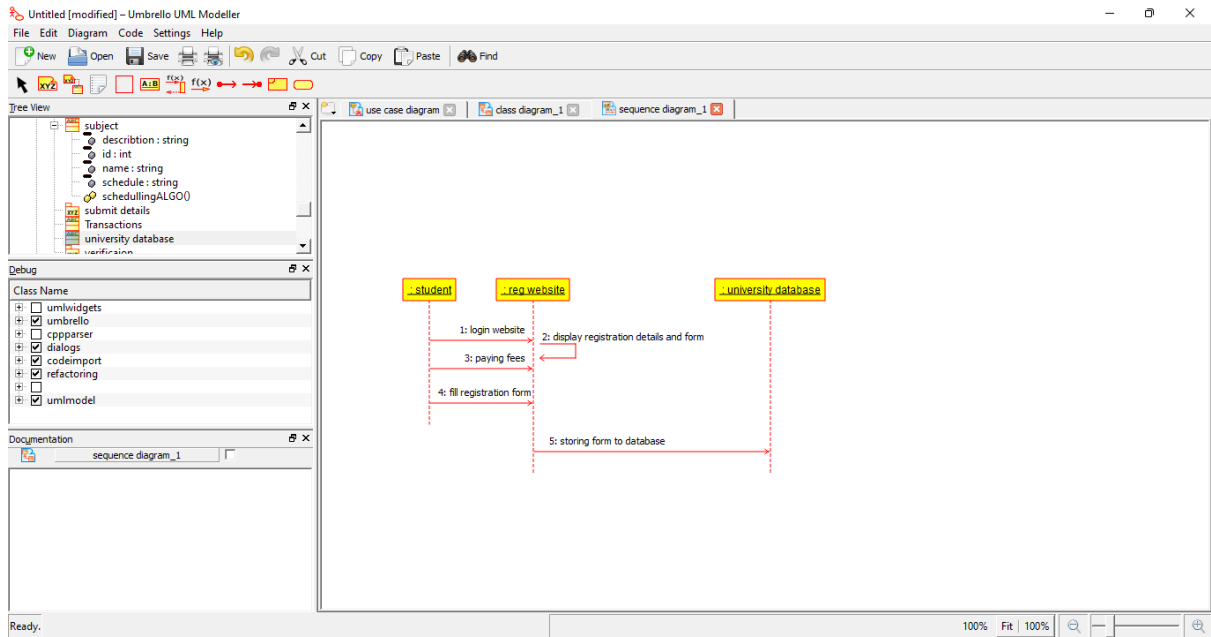 Untitled [modified] – Umbrello UML Modeller
File Edit Diagram Code Settings Help
New Open Save Cut Copy Paste Find
XYZ XYZ A:B f(x) f(x)
Tree View
use case diagram class diagram_1 sequence diagram_1
subject
describtion : string
id : int
name : string
schedule : string
schedullingALGO()
submit details
Transactions
university database
verificaion
Debug
Class Name
umlwidgets
umbrello
cppparser
dialogs
codeimport
refactoring
umlmodel
Documentation
sequence diagram_1
: student : reg website : university database
1: login website
2: display registration details and form
3: paying fees
4: fill registration form
5: storing form to database
Ready.
100% Fit 100%